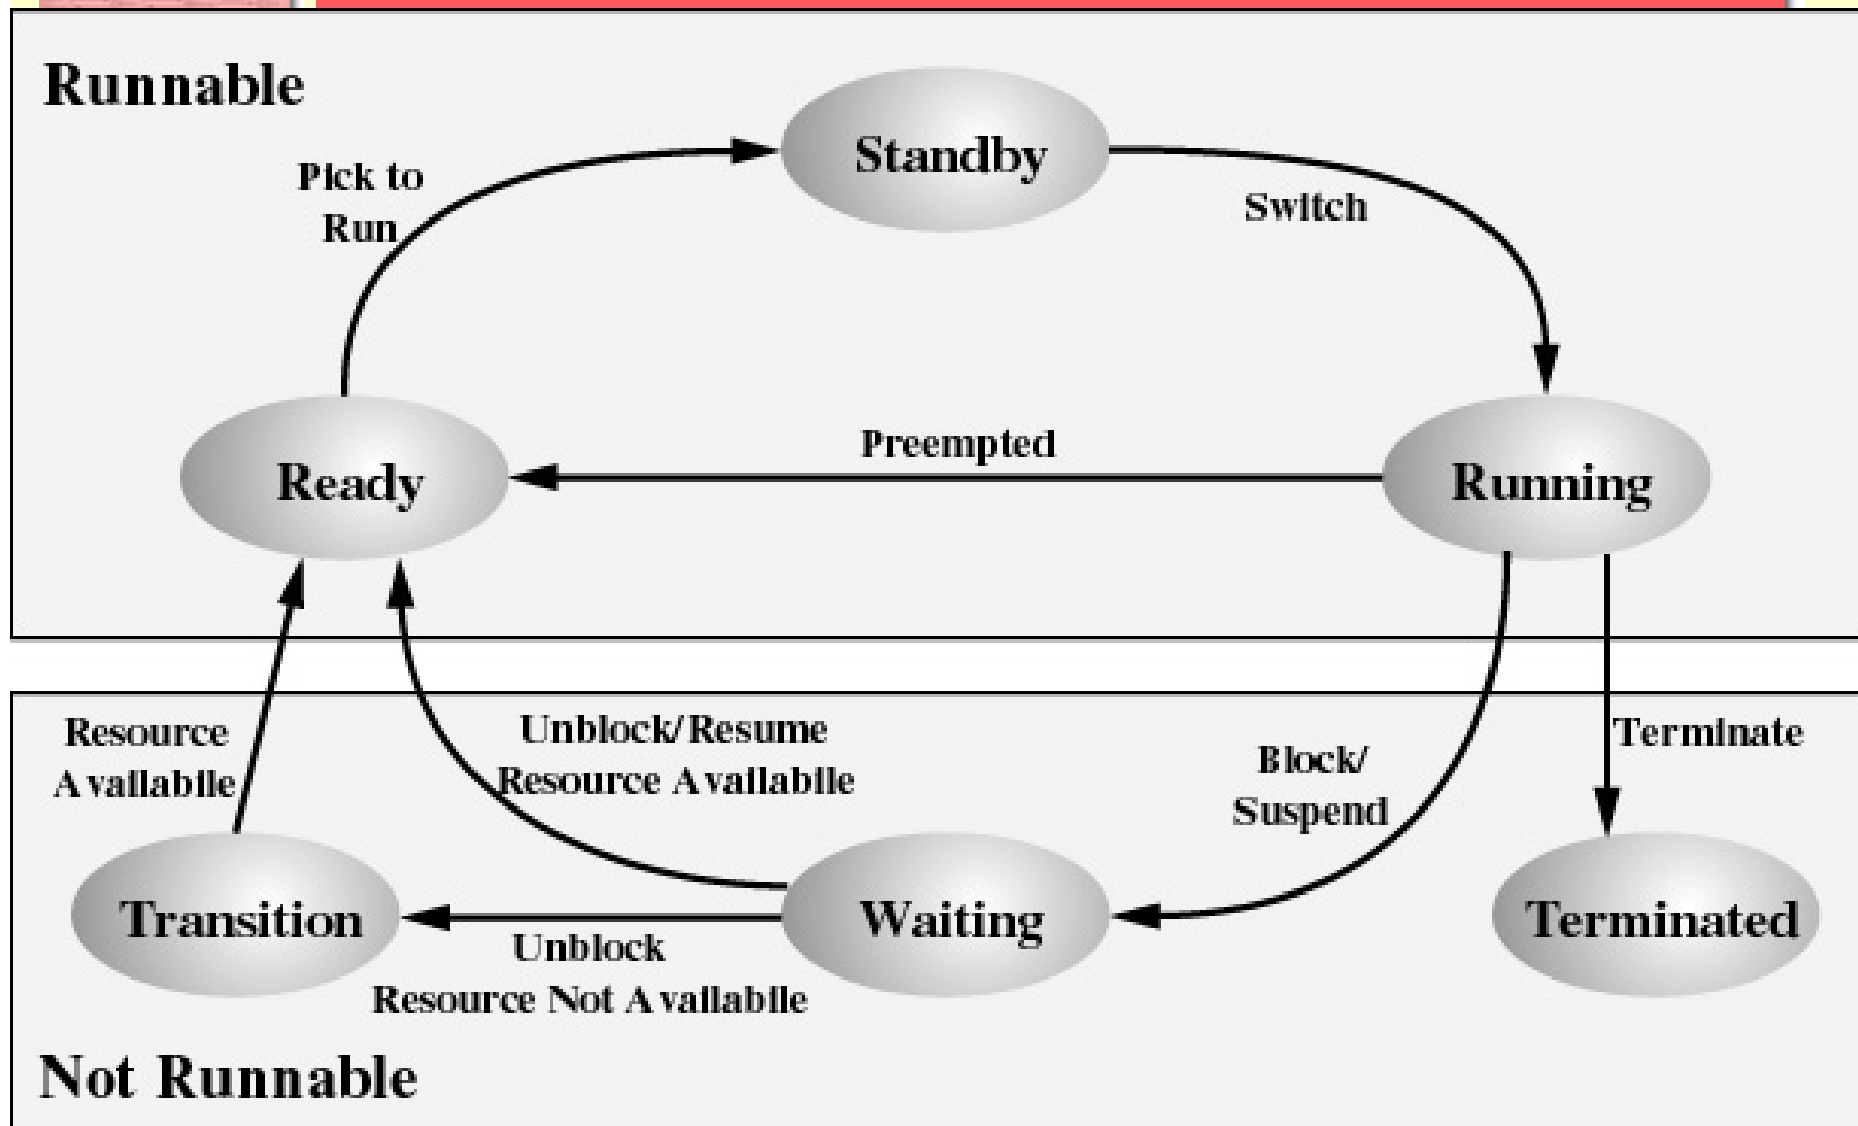 Runnable
Standby
Pick to
Run
Switch
Preempted
Ready
Running
Resource
Availabile
Unblock/Resume
Resource Availabile
Block/
Suspend
Terminate
Transition
Waiting
Terminated
Unblock
Resource Not Availabile
Not Runnable